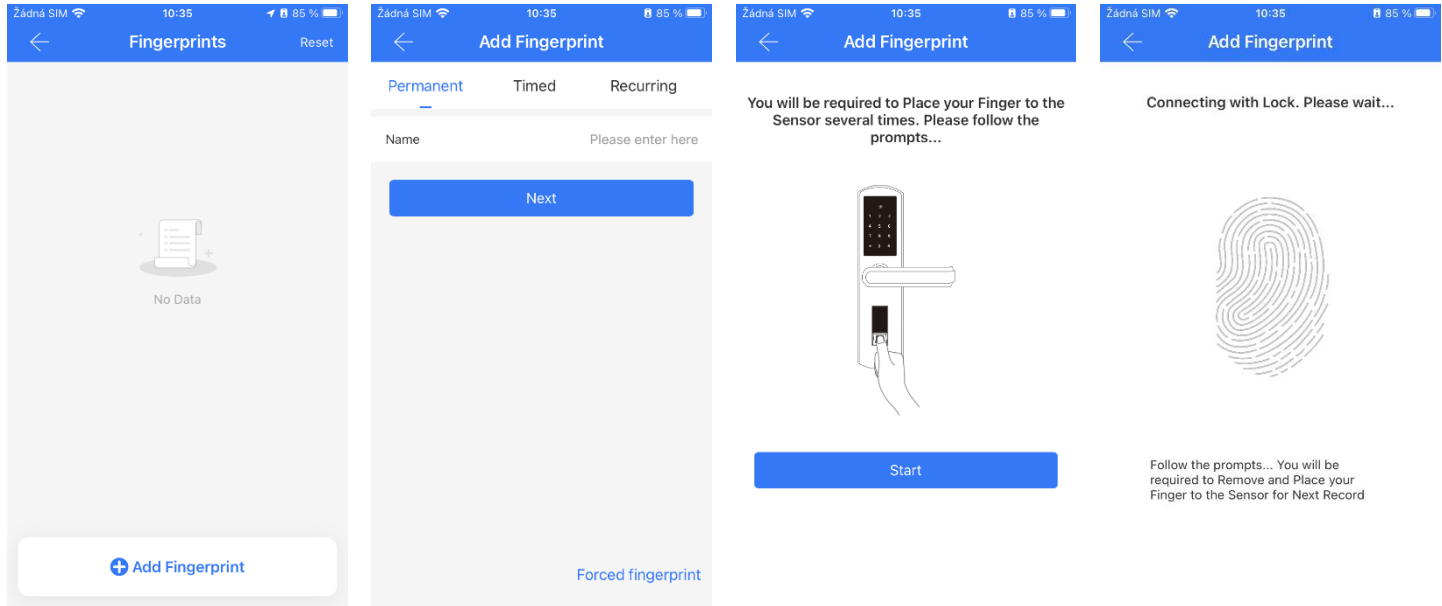 Žádná SIM 10:35 85 %
Fingerprints Reset
No Data
Add Fingerprint
Žádná SIM 10:35 85 %
Add Fingerprint
Permanent Timed Recurring
Name Please enter here
Next
Forced fingerprint
Žádná SIM 10:35 85 %
Add Fingerprint
You will be required to Place your Finger to the
Sensor several times. Please follow the
prompts...
Start
Žádná SIM 10:35 85 %
Add Fingerprint
Connecting with Lock. Please wait...
Follow the prompts... You will be
required to Remove and Place your
Finger to the Sensor for Next Record